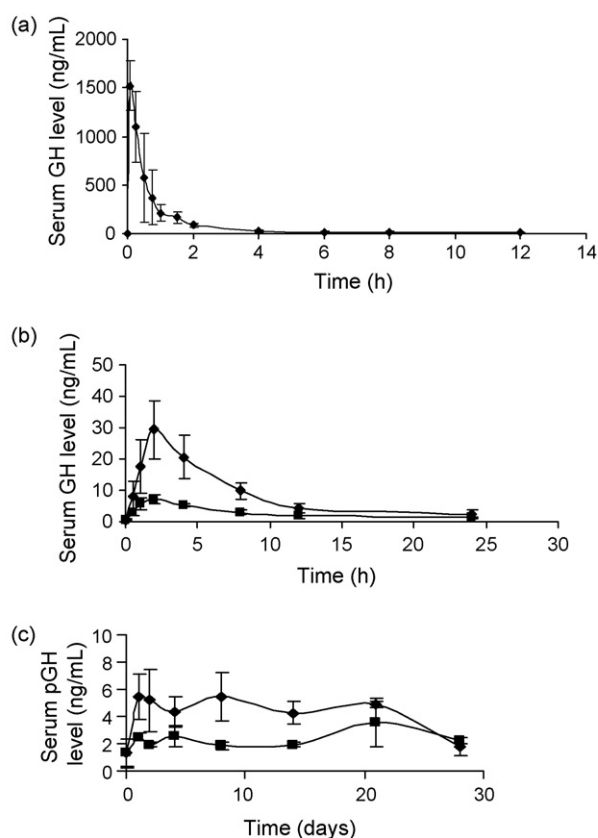 (a)
Serum GH level (ng/mL)
2000
1500
1000
500
0
0 2 4 6 8 10 12 14
Time (h)
(b)
Serum GH level (ng/mL)
50
40
30
20
10
0
0 5 10 15 20 25 30
Time (h)
(c)
Serum pGH
level (ng/mL)
10
8
6
4
2
0
0 10 20 30
Time (days)